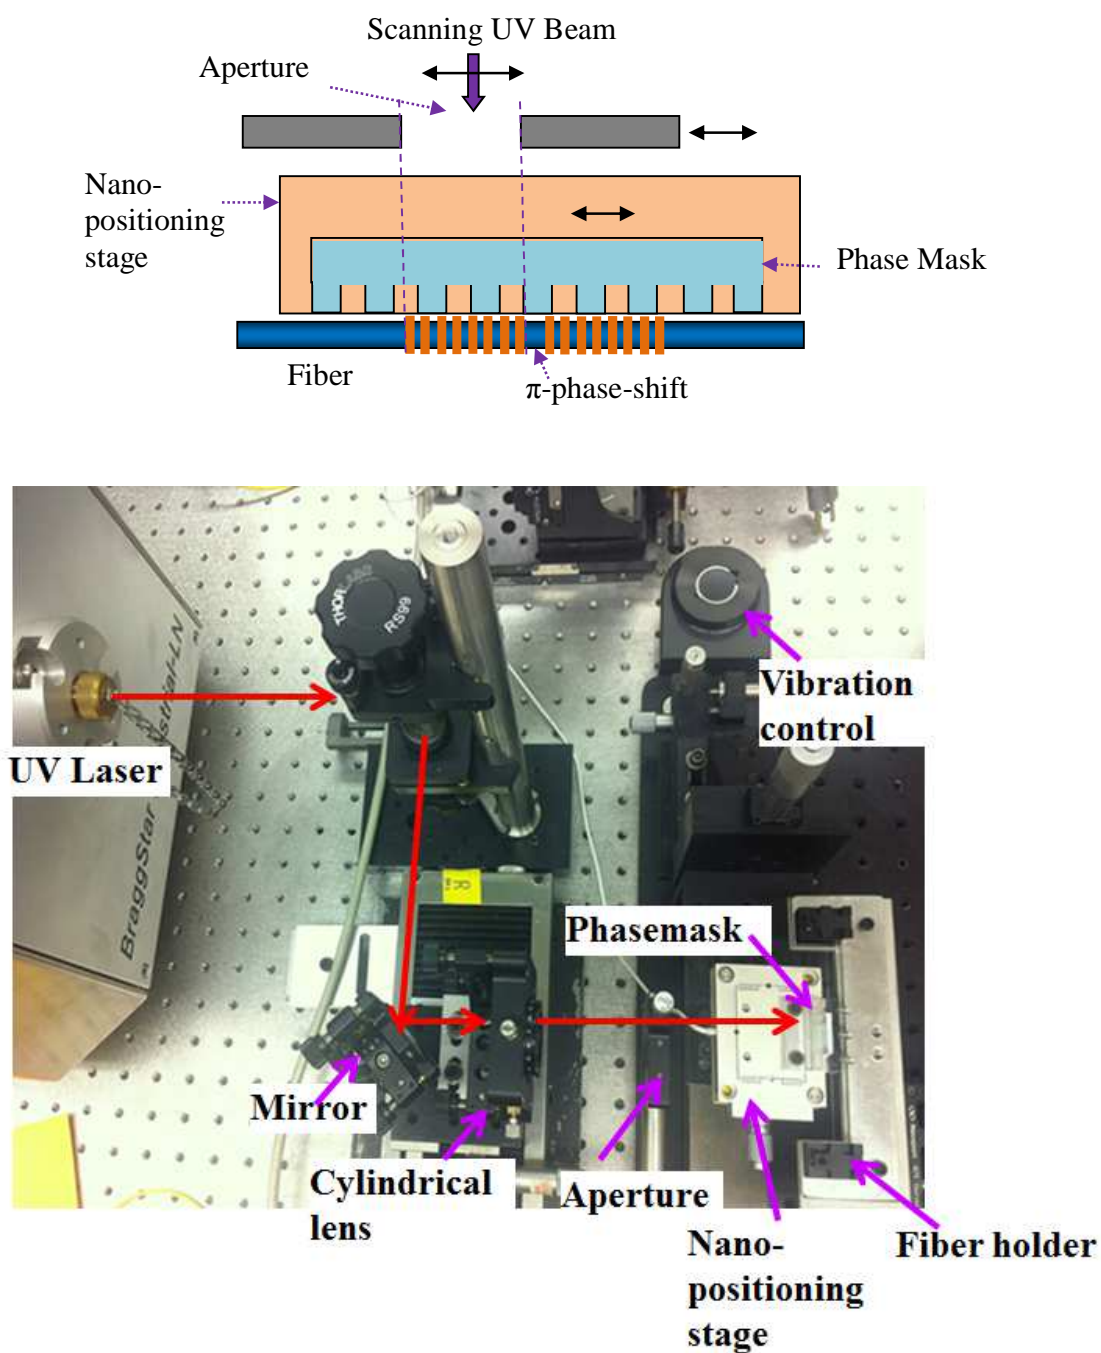 Scanning UV Beam
Aperture
Nano-
positioning
stage
Phase Mask
Fiber
π-phase-shift
THORLABS
RS99
BraggStar
strial-LN
Vibration
control
UV Laser
R
Phasemask
Mirror
Cylindrical
lens
Aperture
Nano-
positioning
stage
Fiber holder